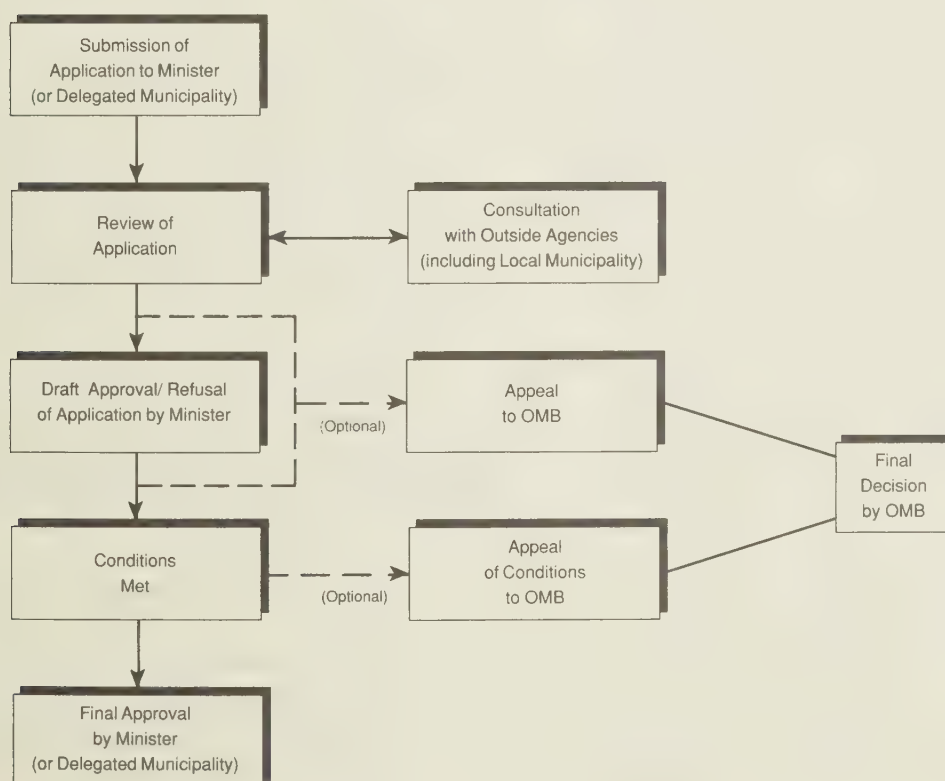 Submission of
Application to Minister
(or Delegated Municipality)
Review of
Application
Consultation
with Outside Agencies
(including Local Municipality)
Draft Approval/ Refusal
of Application by Minister
(Optional)
Appeal
to OMB
Final
Decision
by OMB
Conditions
Met
(Optional)
Appeal
of Conditions
to OMB
Final Approval
by Minister
(or Delegated Municipality)